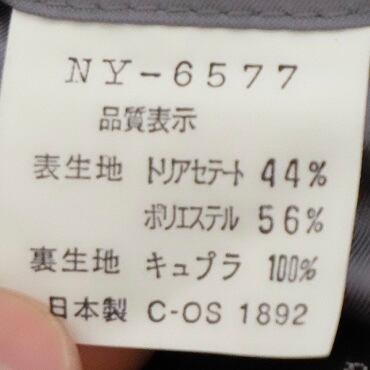 NY-6577
品質表示
表生地 トリアセテート 44%
ポリエステル 56%
裏生地 キュプラ 100%
日本製 C-OS 1892